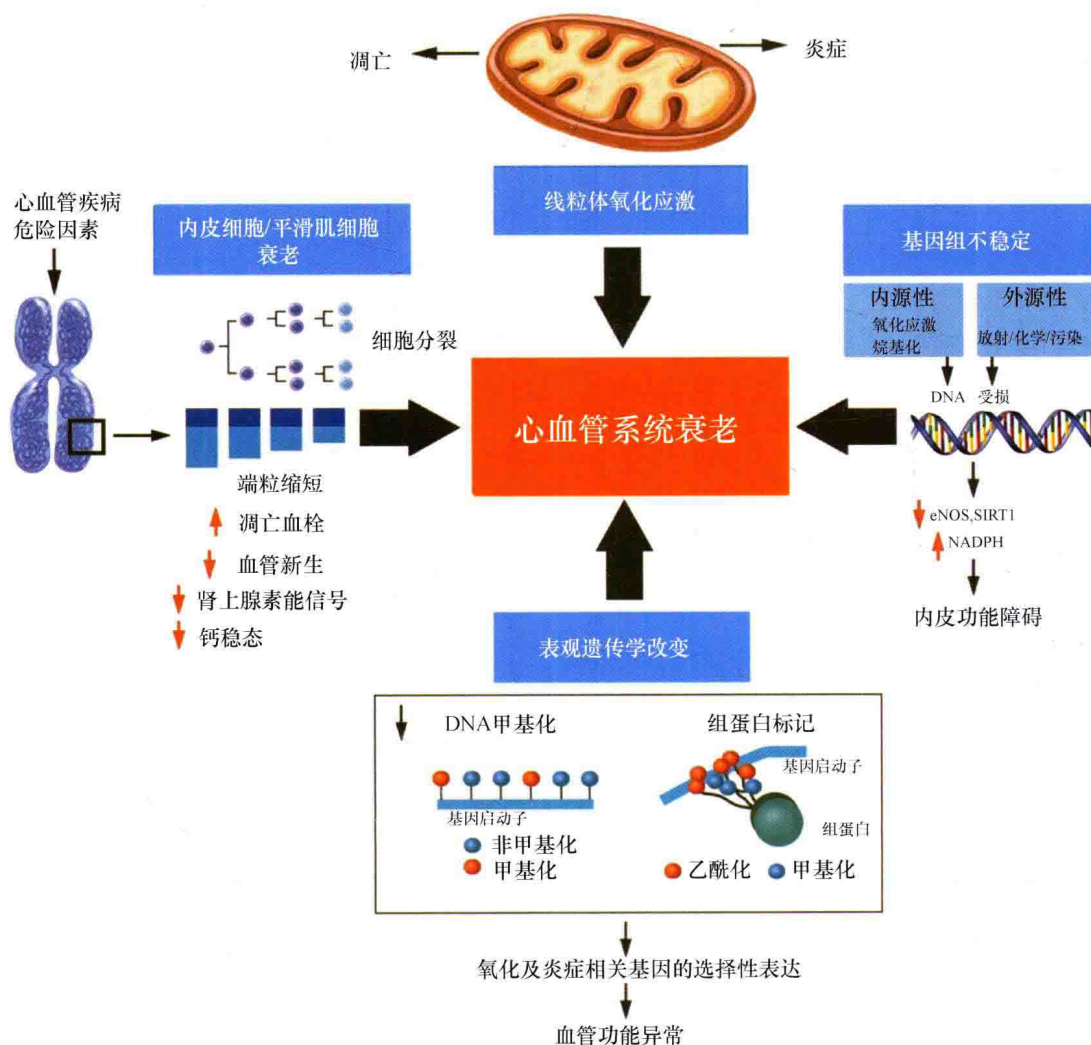 凋亡
炎症
线粒体氧化应激
心血管疾病
危险因素
内皮细胞/平滑肌细胞
衰老
细胞分裂
端粒缩短
凋亡血栓
血管新生
肾上腺素能信号
钙稳态
心血管系统衰老
基因组不稳定
内源性
氧化应激
烷基化
外源性
放射/化学/污染
DNA 受损
eNOS,SIRT1
NADPH
内皮功能障碍
表观遗传学改变
DNA甲基化
基因启动子
非甲基化
甲基化
组蛋白标记
基因启动子
组蛋白
乙酰化 甲基化
氧化及炎症相关基因的选择性表达
血管功能异常